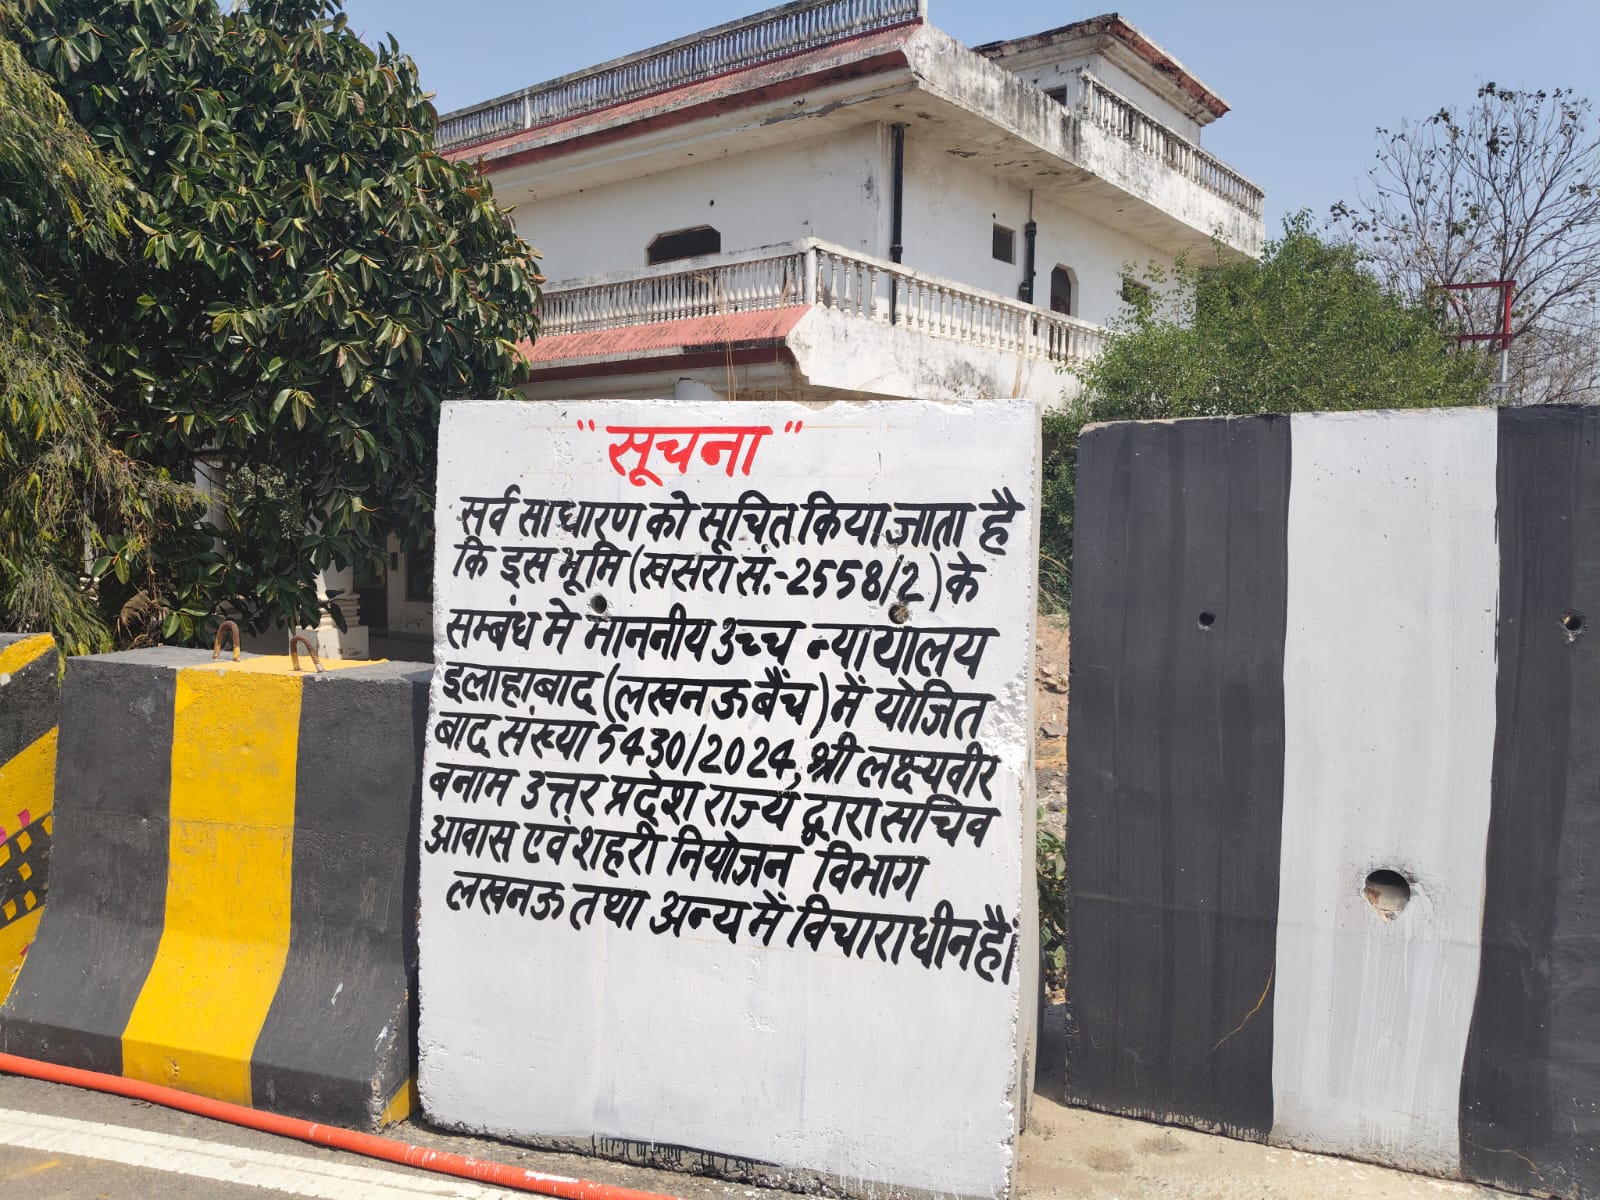 "सूचना"
सर्व साधारण को सूचित किया जाता है
कि इस भूमि (खसरा सं.-2558/2) के
सम्बंध मे माननीय उच्च न्यायालय
इलाहाबाद (लखनऊ बैंच) में योजित
बाद संख्या 5430/2024, श्री लक्ष्यवीर
बनाम उत्तर प्रदेश राज्य द्वारा सचिव
आवास एवं शहरी नियोजन विभाग
लखनऊ तथा अन्य में विचाराधीन है।